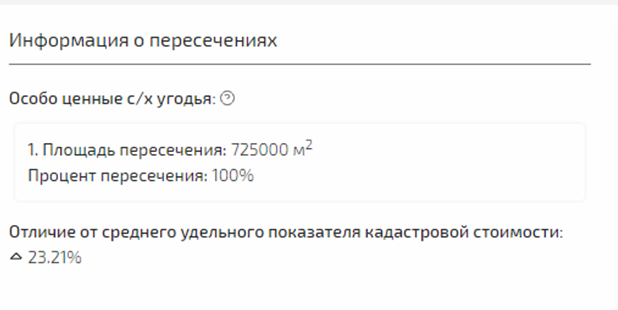 Информация о пересечениях
Особо ценные с/х угодья: ?
1. Площадь пересечения: 725000 м²
Процент пересечения: 100%
Отличие от среднего удельного показателя кадастровой стоимости:
23.21%